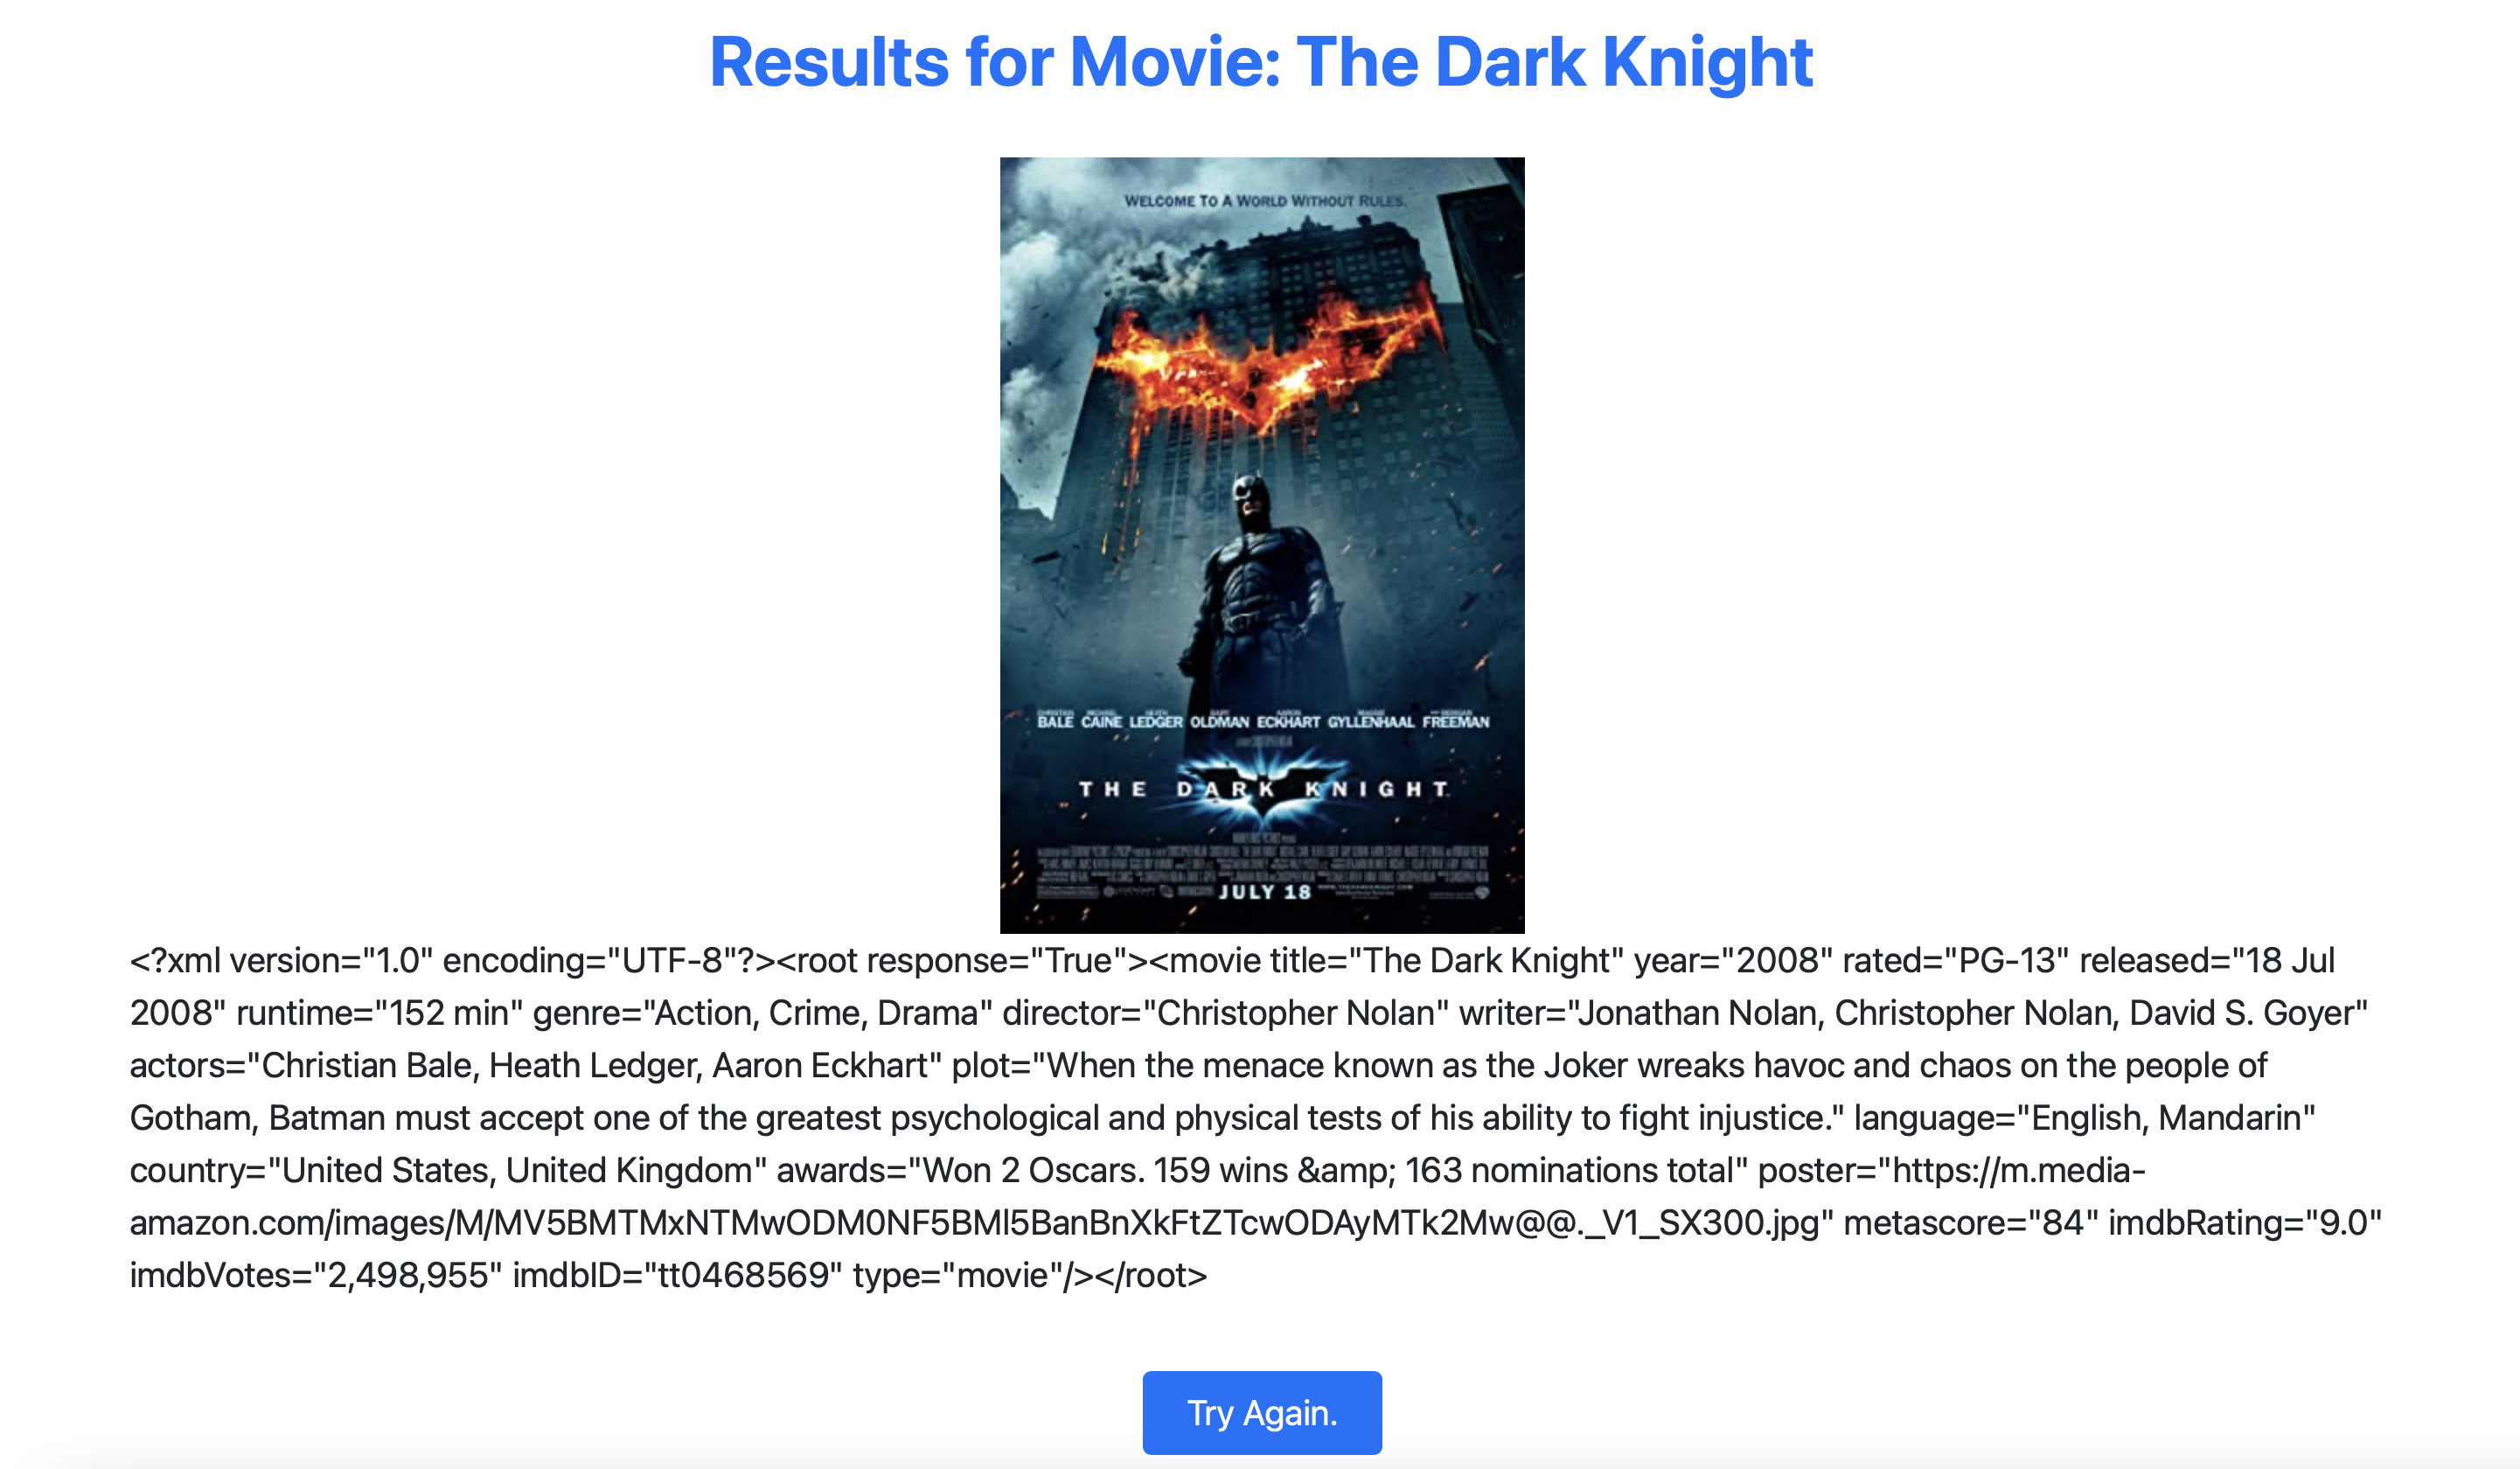 Results for Movie: The Dark Knight
WELCOME TO A WORLD WITHOUT RULES.
BALE CAINE LEDGER OLDMAN ECKHART GYLLENHAAL FREEMAN
THE DARK KNIGHT
JULY 18
<?xml version="1.0" encoding="UTF-8"?><root response="True"><movie title="The Dark Knight" year="2008" rated="PG-13" released="18 Jul
2008" runtime="152 min" genre="Action, Crime, Drama" director="Christopher Nolan" writer="Jonathan Nolan, Christopher Nolan, David S. Goyer"
actors="Christian Bale, Heath Ledger, Aaron Eckhart" plot="When the menace known as the Joker wreaks havoc and chaos on the people of
Gotham, Batman must accept one of the greatest psychological and physical tests of his ability to fight injustice." language="English, Mandarin"
country="United States, United Kingdom" awards="Won 2 Oscars. 159 wins &amp; 163 nominations total" poster="https://m.media-
amazon.com/images/M/MV5BMTMxNTMwODM0NF5BMl5BanBnXkFtZTcwODAyMTk2Mw@@._V1_SX300.jpg" metascore="84" imdbRating="9.0"
imdbVotes="2,498,955" imdbID="tt0468569" type="movie"/></root>
Try Again.